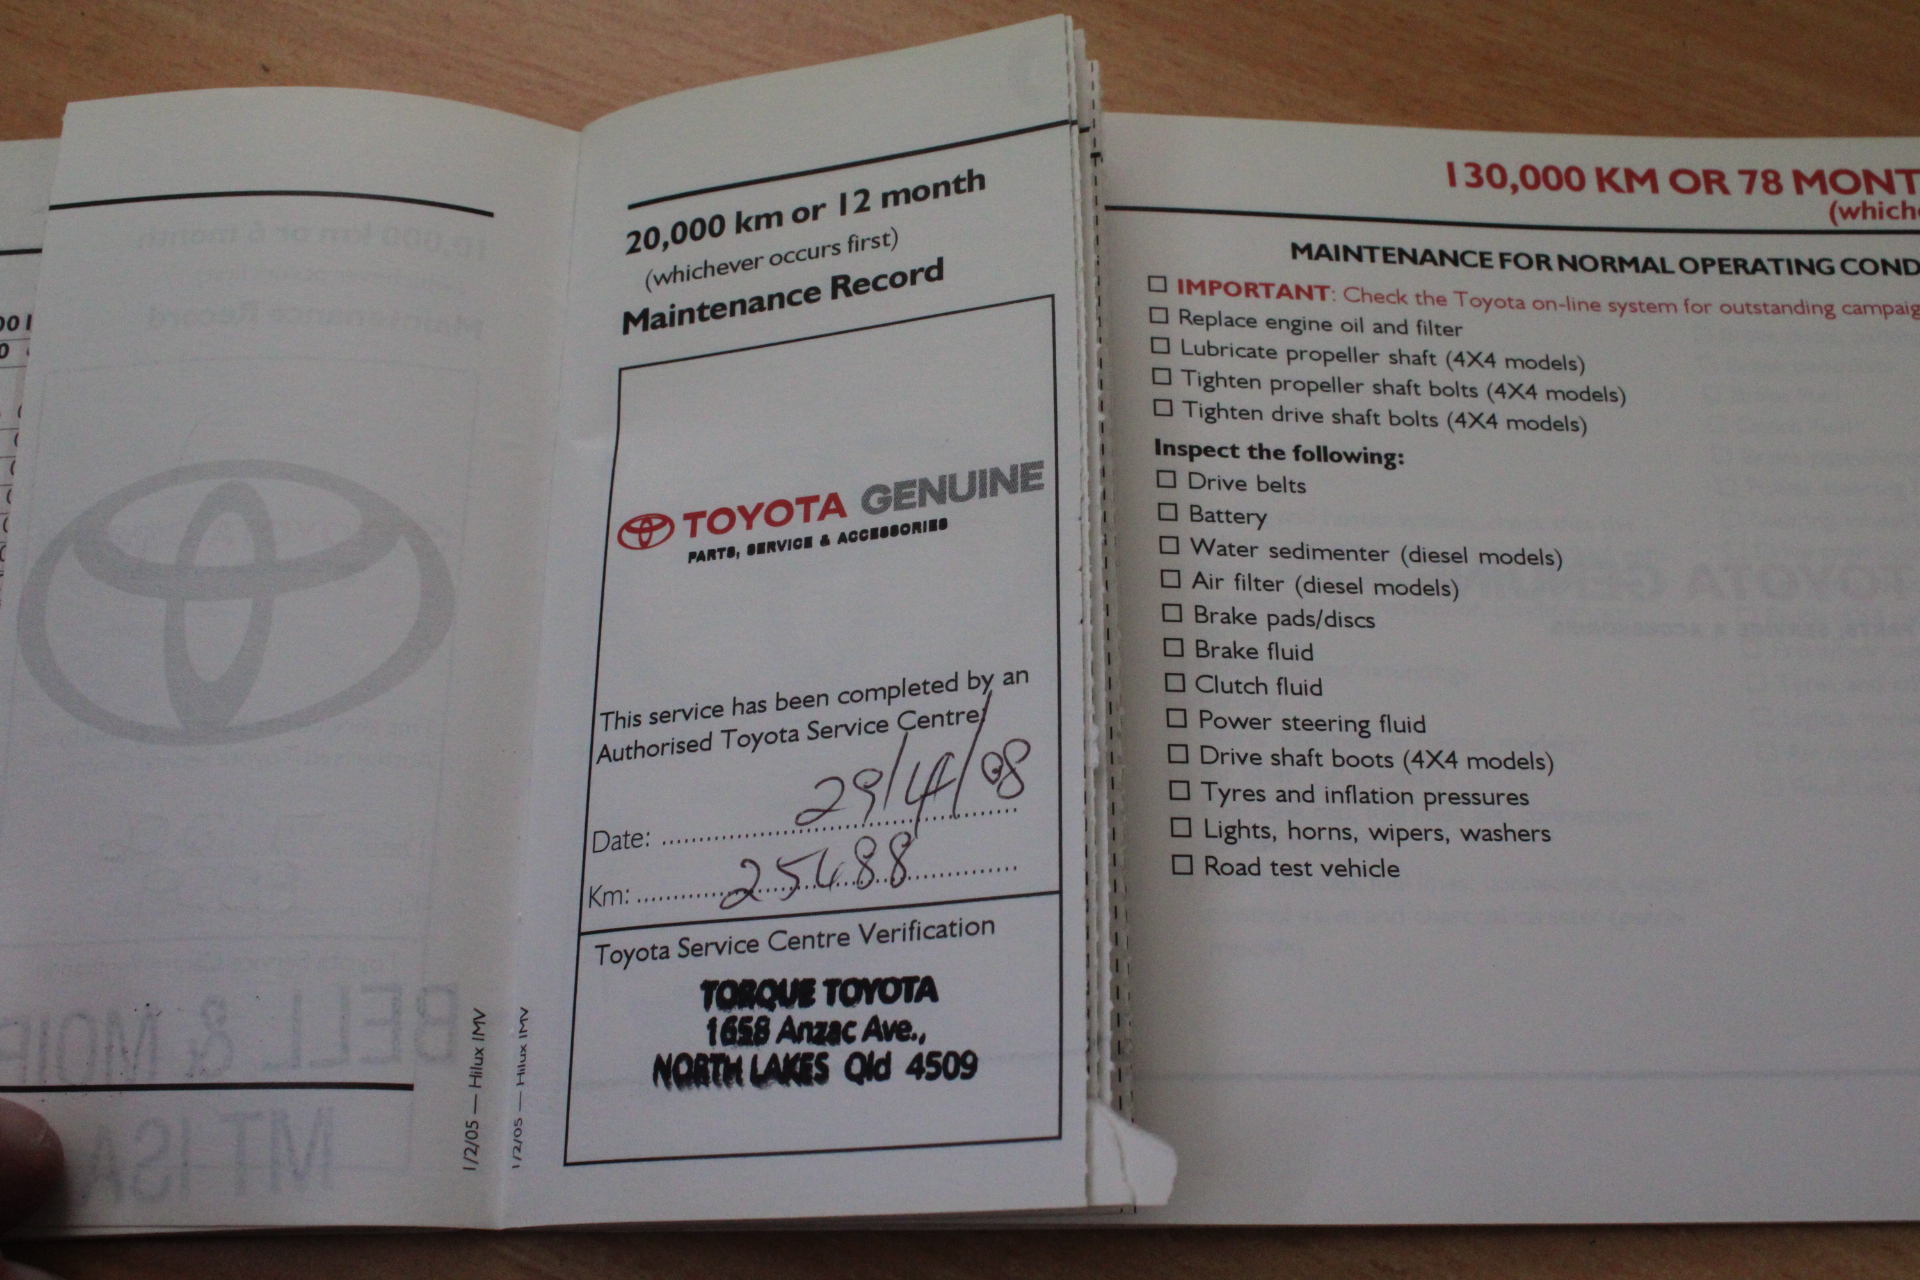 20,000 km or 12 month
(whichever occurs first)
Maintenance Record
TOYOTA GENUINE
PARTS, SERVICE & ACCESSORIES
This service has been completed by an
Authorised Toyota Service Centre
Date: 29/4/08
Km: 25488
Toyota Service Centre Verification
TORQUE TOYOTA
1658 Anzac Ave.,
NORTH LAKES Qld 4509
1/2/05 — Hilux IMV
1/2/05 — Hilux IMV
130,000 KM OR 78 MONT
(whiche
MAINTENANCE FOR NORMAL OPERATING COND
IMPORTANT: Check the Toyota on-line system for outstanding campaig
Replace engine oil and filter
Lubricate propeller shaft (4X4 models)
Tighten propeller shaft bolts (4X4 models)
Tighten drive shaft bolts (4X4 models)
Inspect the following:
Drive belts
Battery
Water sedimenter (diesel models)
Air filter (diesel models)
Brake pads/discs
Brake fluid
Clutch fluid
Power steering fluid
Drive shaft boots (4X4 models)
Tyres and inflation pressures
Lights, horns, wipers, washers
Road test vehicle